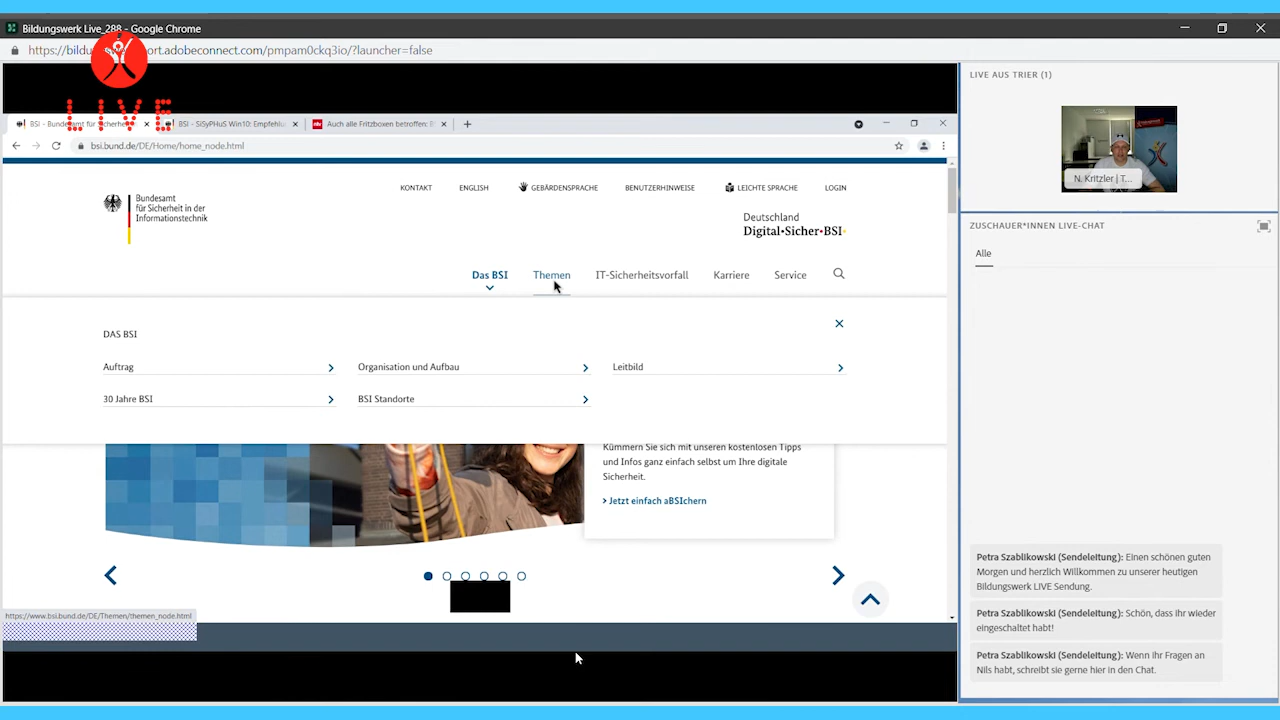 Bildungswerk Live_288 - Google Chrome
adobeconnect.com/pmpam0ckq3io/?launcher=false
LIVE
BSI - SiSyPHuS Win10: Empfehlu
Auch alle Fritzboxen betroffen:
bsi.bund.de/DE/Home/home_node.html
KONTAKT
ENGLISH
GEBÄRDENSPRACHE
BENUTZERHINWEISE
LEICHTE SPRACHE
LOGIN
Bundesamt
für Sicherheit in der
Informationstechnik
Deutschland
Digital•Sicher•BSI•
Das BSI
Themen
IT-Sicherheitsvorfall
Karriere
Service
DAS BSI
Auftrag
Organisation und Aufbau
Leitbild
30 Jahre BSI
BSI Standorte
Kümmern Sie sich mit unseren kostenlosen Tipps
und Infos ganz einfach selbst um Ihre digitale
Sicherheit.
Jetzt einfach aBSIchern
https://www.bsi.bund.de/DE/Themen/themen_node.html
LIVE AUS TRIER (1)
N. Kritzler | T...
ZUSCHAUER*INNEN LIVE-CHAT
Alle
Petra Szablikowski (Sendeleitung): Einen schönen guten
Morgen und herzlich Willkommen zu unserer heutigen
Bildungswerk LIVE Sendung.
Petra Szablikowski (Sendeleitung): Schön, dass ihr wieder
eingeschaltet habt!
Petra Szablikowski (Sendeleitung): Wenn ihr Fragen an
Nils habt, schreibt sie gerne hier in den Chat.